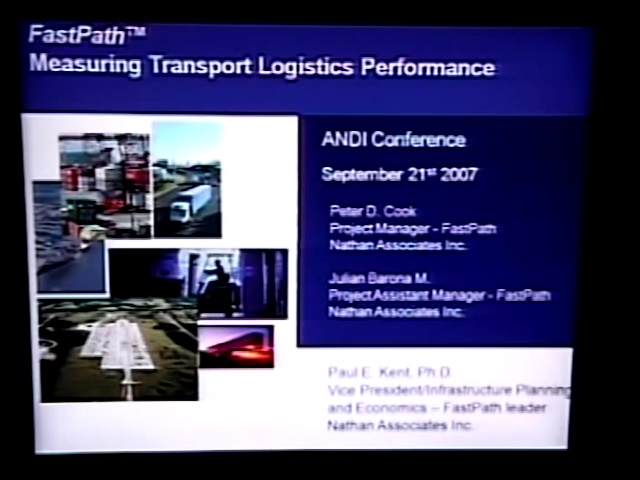 FastPath™
Measuring Transport Logistics Performance
ANDI Conference
September 21st 2007
Peter D. Cook
Project Manager - FastPath
Nathan Associates Inc.
Julian Barona M.
Project Assistant Manager - FastPath
Nathan Associates Inc.
Paul E. Kent, Ph.D
Vice President/Infrastructure Planning
and Economics – FastPath leader
Nathan Associates Inc.